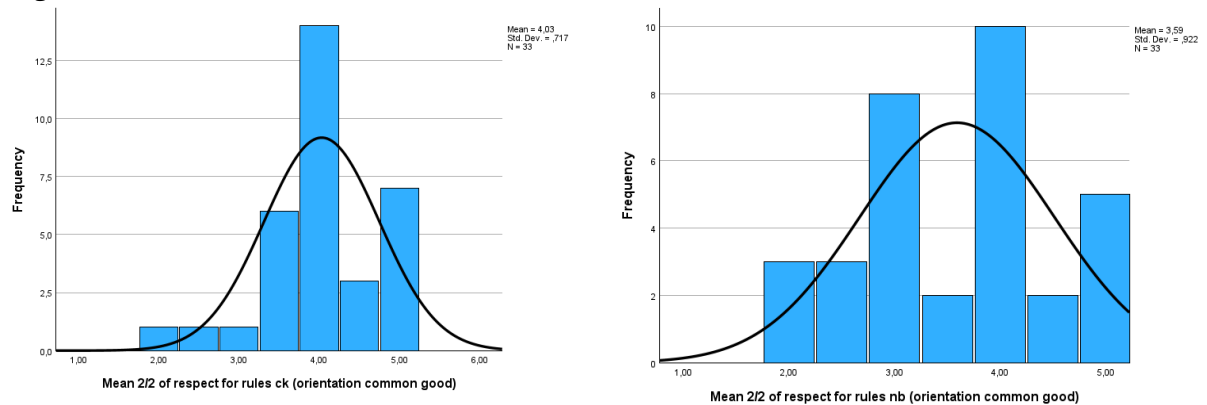 Mean = 4,03
Std. Dev. = ,717
N = 33
12,5
10,0
7,5
5,0
2,5
0,0
Frequency
1,00 2,00 3,00 4,00 5,00 6,00
Mean 2/2 of respect for rules ck (orientation common good)
Mean = 3,59
Std. Dev. = ,922
N = 33
10
8
6
4
2
0
Frequency
1,00 2,00 3,00 4,00 5,00
Mean 2/2 of respect for rules nb (orientation common good)